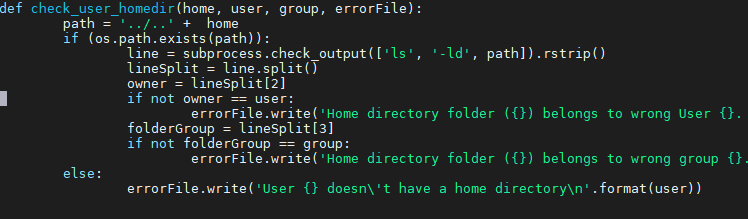 def check_user_homedir(home, user, group, errorFile):
path = '../..' + home
if (os.path.exists(path)):
line = subprocess.check_output(['ls', '-ld', path]).rstrip()
lineSplit = line.split()
owner = lineSplit[2]
if not owner == user:
errorFile.write('Home directory folder ({}) belongs to wrong User {}.
folderGroup = lineSplit[3]
if not folderGroup == group:
errorFile.write('Home directory folder ({}) belongs to wrong group {}.
else:
errorFile.write('User {} doesn\'t have a home directory\n'.format(user))